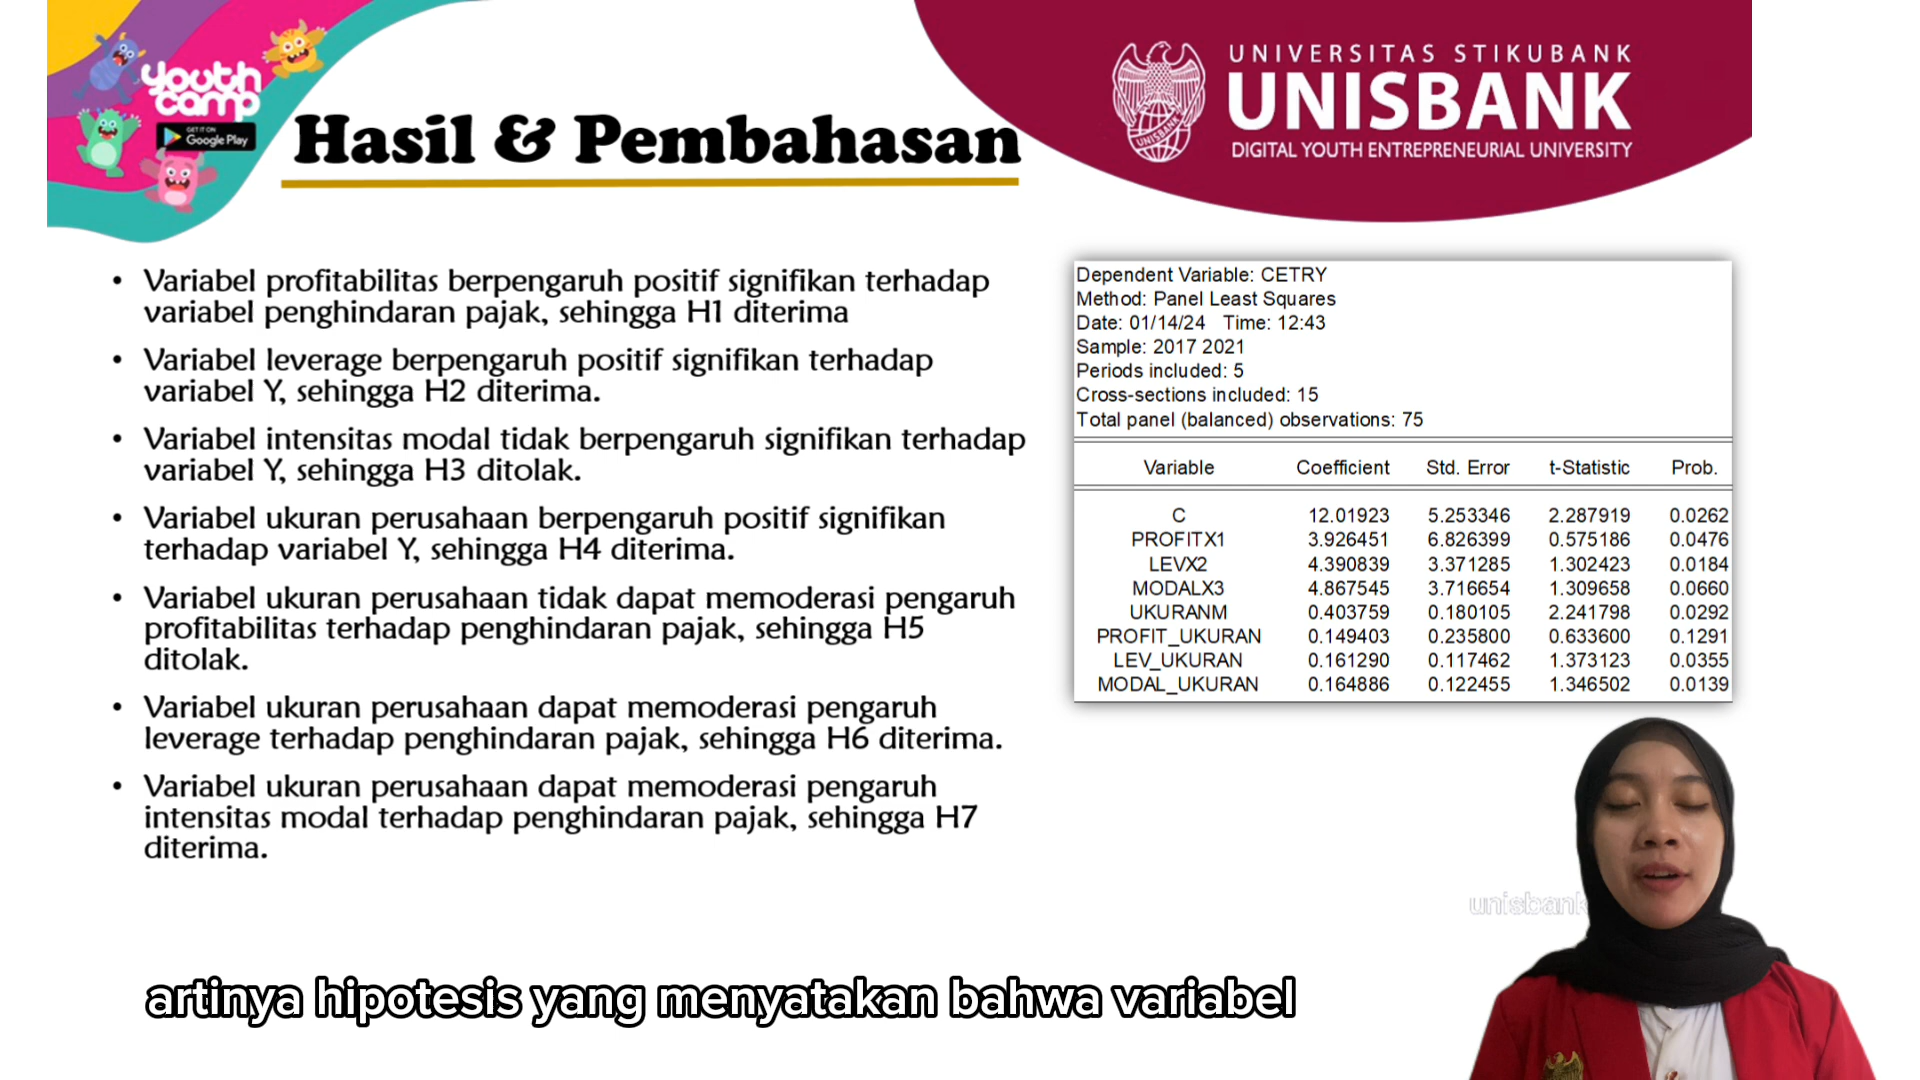 youth
camp
GET IT ON
Google Play
Hasil & Pembahasan
UNIVERSITAS STIKUBANK
UNISBANK
DIGITAL YOUTH ENTREPRENEURIAL UNIVERSITY
UNISBANK
• Variabel profitabilitas berpengaruh positif signifikan terhadap
variabel penghindaran pajak, sehingga H1 diterima
• Variabel leverage berpengaruh positif signifikan terhadap
variabel Y, sehingga H2 diterima.
• Variabel intensitas modal tidak berpengaruh signifikan terhadap
variabel Y, sehingga H3 ditolak.
• Variabel ukuran perusahaan berpengaruh positif signifikan
terhadap variabel Y, sehingga H4 diterima.
• Variabel ukuran perusahaan tidak dapat memoderasi pengaruh
profitabilitas terhadap penghindaran pajak, sehingga H5
ditolak.
• Variabel ukuran perusahaan dapat memoderasi pengaruh
leverage terhadap penghindaran pajak, sehingga H6 diterima.
• Variabel ukuran perusahaan dapat memoderasi pengaruh
intensitas modal terhadap penghindaran pajak, sehingga H7
diterima.
Dependent Variable: CETRY
Method: Panel Least Squares
Date: 01/14/24 Time: 12:43
Sample: 2017 2021
Periods included: 5
Cross-sections included: 15
Total panel (balanced) observations: 75
Variable Coefficient Std. Error t-Statistic Prob.
C 12.01923 5.253346 2.287919 0.0262
PROFITX1 3.926451 6.826399 0.575186 0.0476
LEVX2 4.390839 3.371285 1.302423 0.0184
MODALX3 4.867545 3.716654 1.309658 0.0660
UKURANM 0.403759 0.180105 2.241798 0.0292
PROFIT_UKURAN 0.149403 0.235800 0.633600 0.1291
LEV_UKURAN 0.161290 0.117462 1.373123 0.0355
MODAL_UKURAN 0.164886 0.122455 1.346502 0.0139
unisbank
artinya hipotesis yang menyatakan bahwa variabel